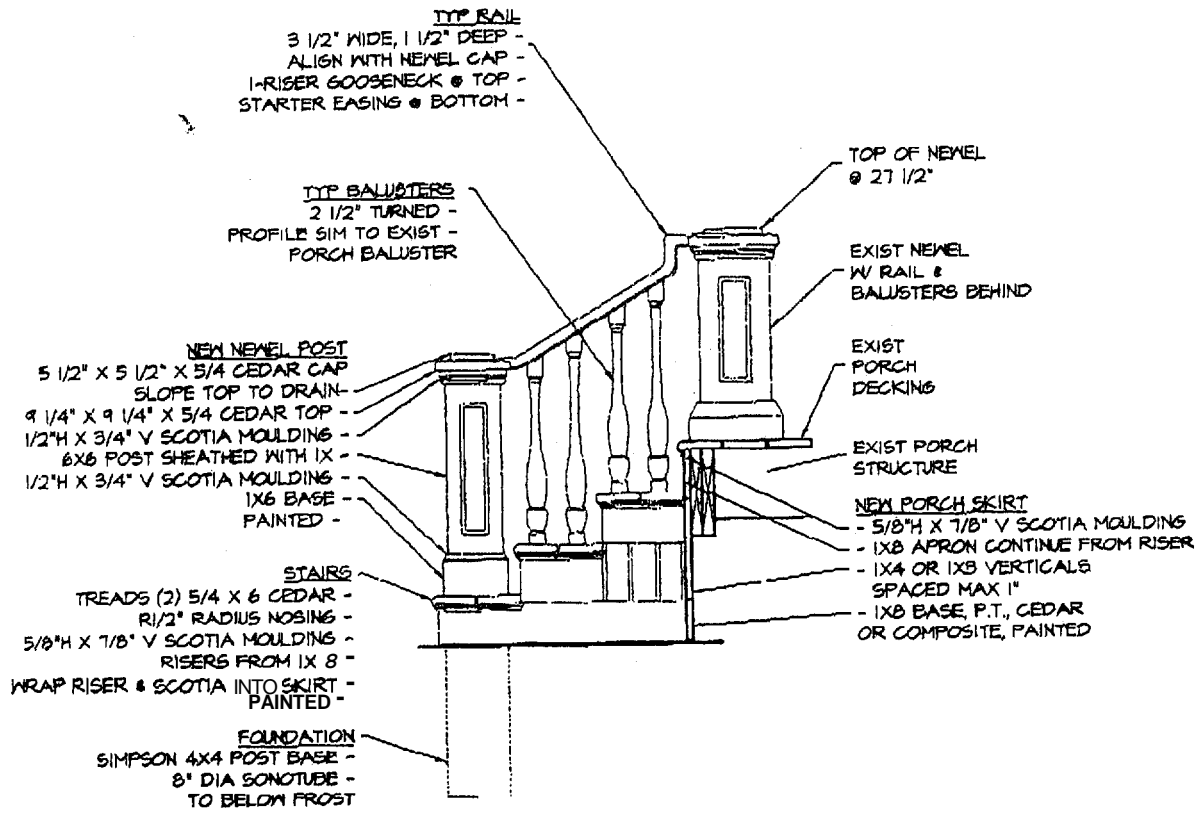 TYP RAIL
3 1/2" WIDE, 1 1/2" DEEP -
ALIGN WITH NEWEL CAP -
1-RISER GOOSENECK @ TOP -
STARTER EASING @ BOTTOM -
TYP BALUSTERS
2 1/2" TURNED -
PROFILE SIM TO EXIST -
PORCH BALUSTER
NEW NEWEL POST
5 1/2" X 5 1/2" X 5/4 CEDAR CAP
SLOPE TOP TO DRAIN-
9 1/4" X 9 1/4" X 5/4 CEDAR TOP -
1/2"H X 3/4" V SCOTIA MOULDING -
6X6 POST SHEATHED WITH 1X -
1/2"H X 3/4" V SCOTIA MOULDING -
1X6 BASE -
PAINTED -
STAIRS
TREADS (2) 5/4 X 6 CEDAR -
R1/2" RADIUS NOSING -
5/8"H X 7/8" V SCOTIA MOULDING -
RISERS FROM 1X 8 -
WRAP RISER & SCOTIA INTO SKIRT -
PAINTED -
FOUNDATION
SIMPSON 4X4 POST BASE -
8" DIA SONOTUBE -
TO BELOW FROST
TOP OF NEWEL
@ 27 1/2"
EXIST NEWEL
W/ RAIL &
BALUSTERS BEHIND
EXIST
PORCH
DECKING
EXIST PORCH
STRUCTURE
NEW PORCH SKIRT
- 5/8"H X 7/8" V SCOTIA MOULDING
- 1X8 APRON CONTINUE FROM RISER
- 1X4 OR 1X3 VERTICALS
SPACED MAX 1"
- 1X8 BASE, P.T., CEDAR
OR COMPOSITE, PAINTED